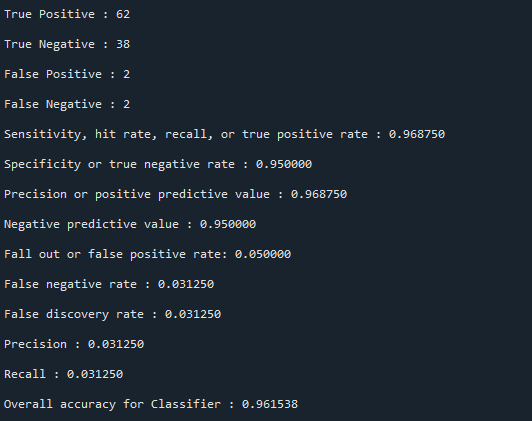 True Positive : 62
True Negative : 38
False Positive : 2
False Negative : 2
Sensitivity, hit rate, recall, or true positive rate : 0.968750
Specificity or true negative rate : 0.950000
Precision or positive predictive value : 0.968750
Negative predictive value : 0.950000
Fall out or false positive rate: 0.050000
False negative rate : 0.031250
False discovery rate : 0.031250
Precision : 0.031250
Recall : 0.031250
Overall accuracy for Classifier : 0.961538